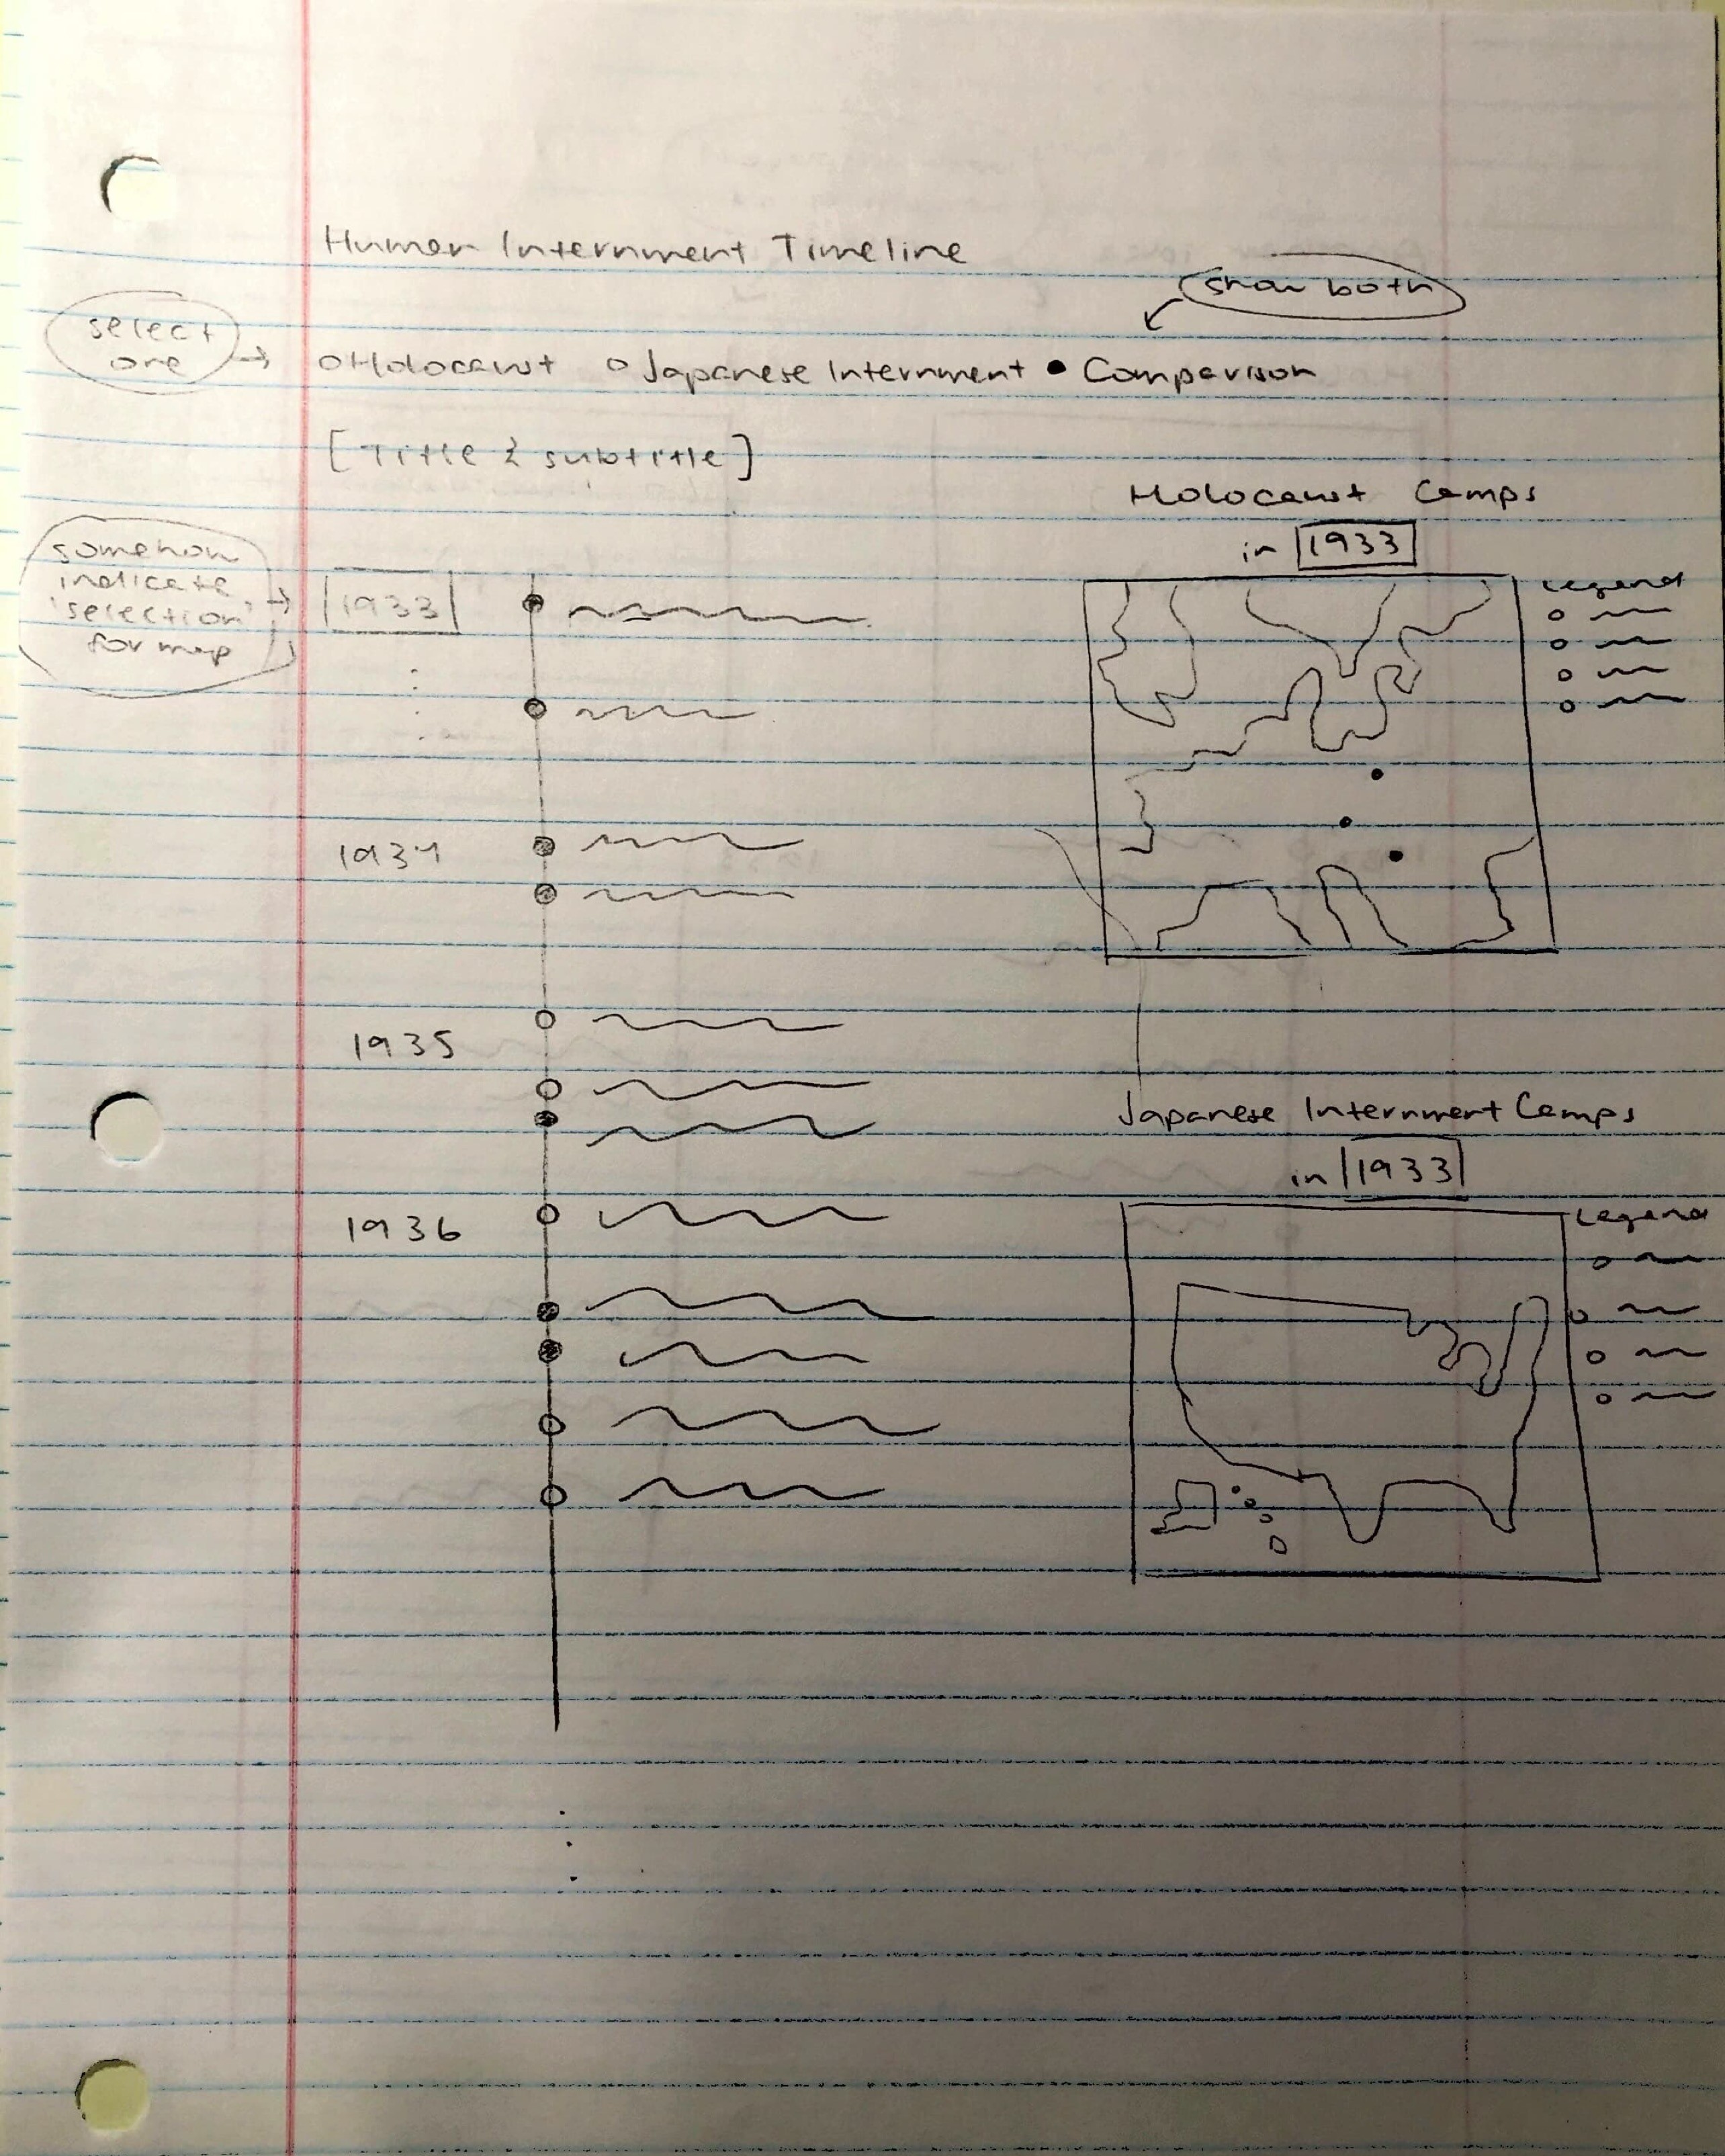 Human Internment Timeline
show both
select
one
Holocaust Japanese Internment Comparison
[Title & subtitle]
Holocaust Camps
in 1933
somehow
indicate
"selection"
for map
1933
Legend
1934
1935
Japanese Internment Camps
in 1933
1936
Legend